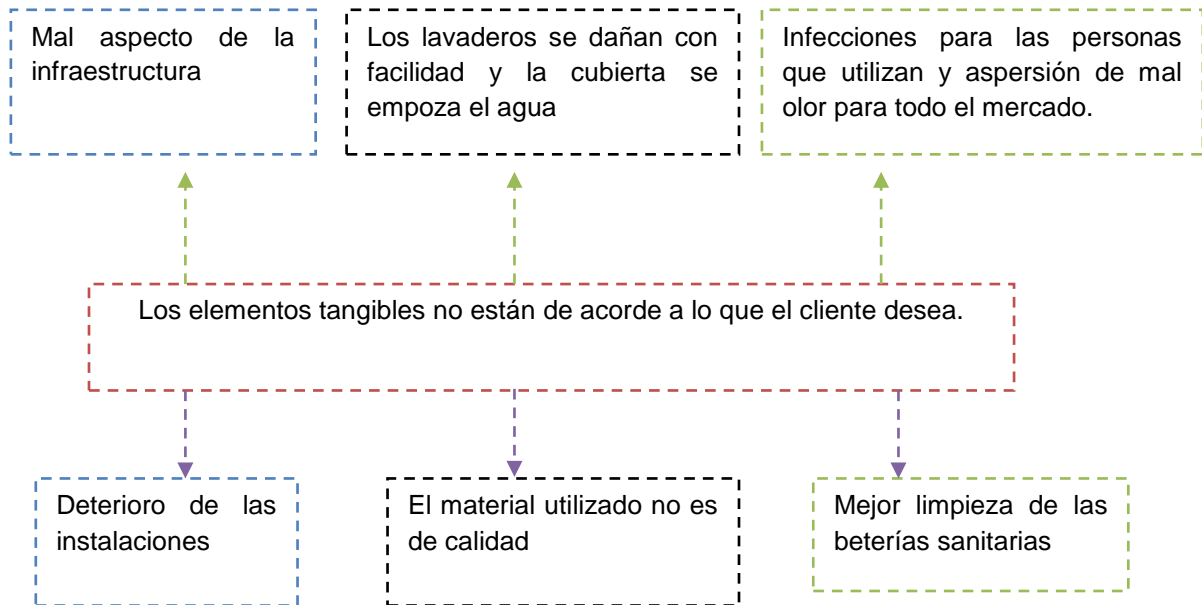 Mal aspecto de la
infraestructura
Los lavaderos se dañan con
facilidad y la cubierta se
empoza el agua
Infecciones para las personas
que utilizan y aspersión de mal
olor para todo el mercado.
Los elementos tangibles no están de acorde a lo que el cliente desea.
Deterioro de las
instalaciones
El material utilizado no es
de calidad
Mejor limpieza de las
beterías sanitarias